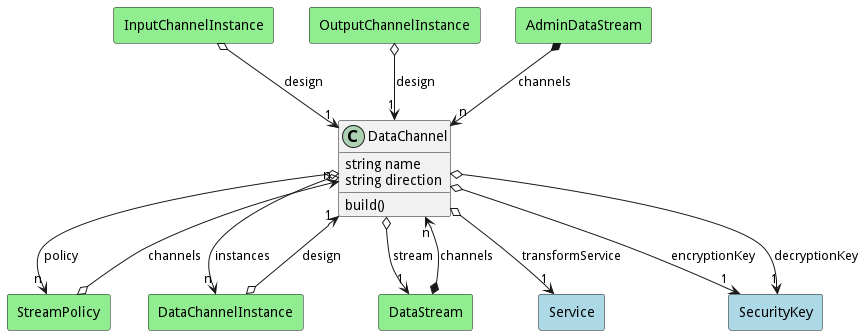 InputChannelInstance
OutputChannelInstance
AdminDataStream
design
design
channels
1
1
n
C DataChannel
string name
string direction
build()
n
1
n
policy
channels
instances
design
stream
channels
transformService
encryptionKey
decryptionKey
n
n
1
1
1
1
StreamPolicy
DataChannelInstance
DataStream
Service
SecurityKey